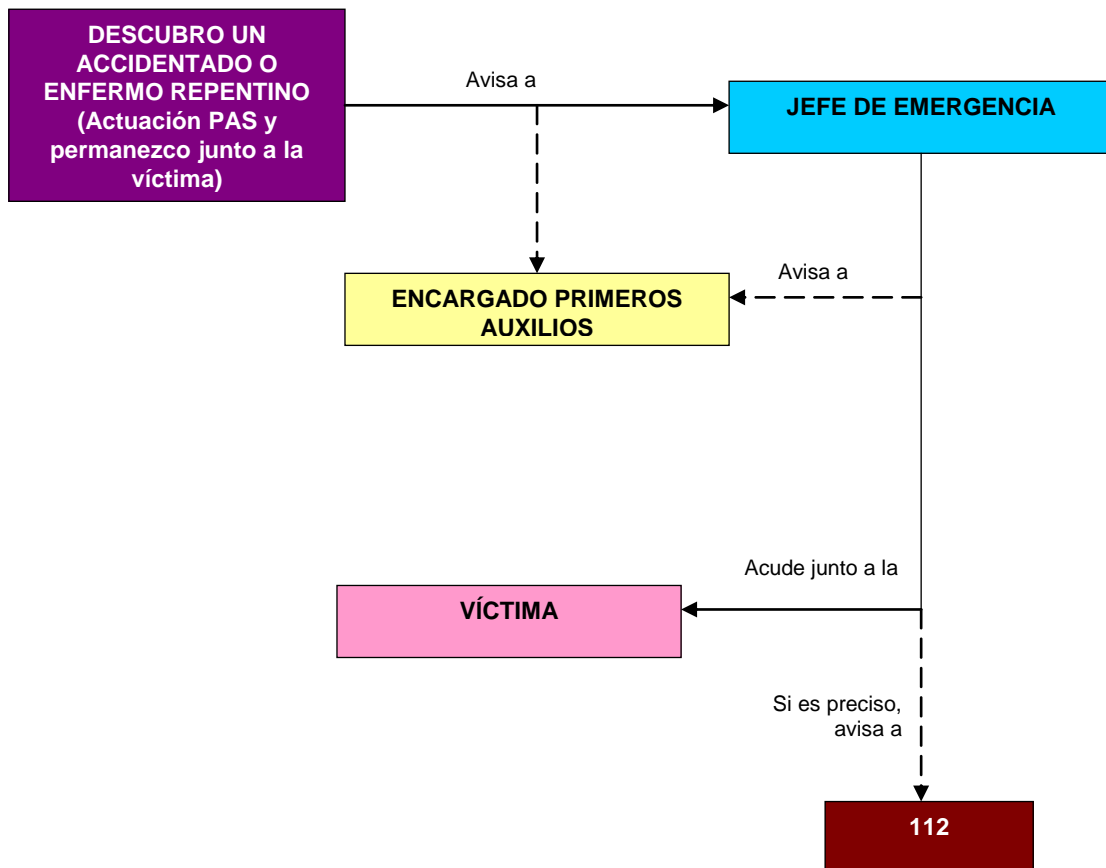 DESCUBRO UN
ACCIDENTADO O
ENFERMO REPENTINO
(Actuación PAS y
permanezco junto a la
víctima)
Avisa a
JEFE DE EMERGENCIA
Avisa a
ENCARGADO PRIMEROS
AUXILIOS
Acude junto a la
VÍCTIMA
Si es preciso,
avisa a
112